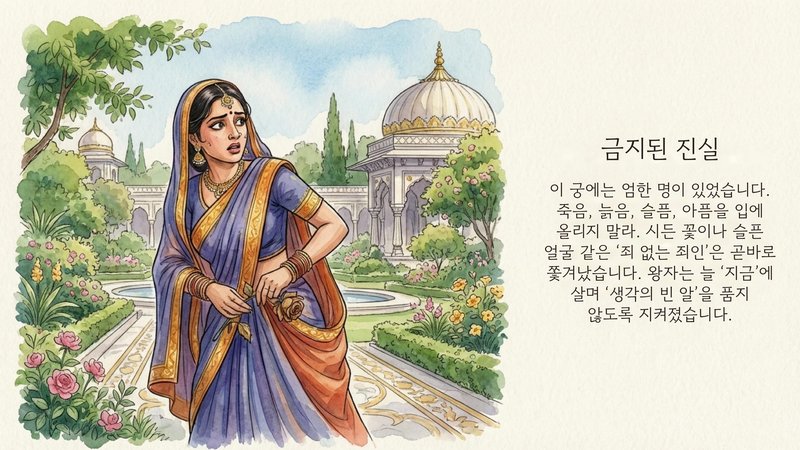 금지된 진실
이 궁에는 엄한 명이 있었습니다.
죽음, 늙음, 슬픔, 아픔을 입에
올리지 말라. 시든 꽃이나 슬픈
얼굴 같은 ‘죄 없는 죄인’은 곧바로
쫓겨났습니다. 왕자는 늘 ‘지금’에
살며 ‘생각의 빈 알’을 품지
않도록 지켜졌습니다.